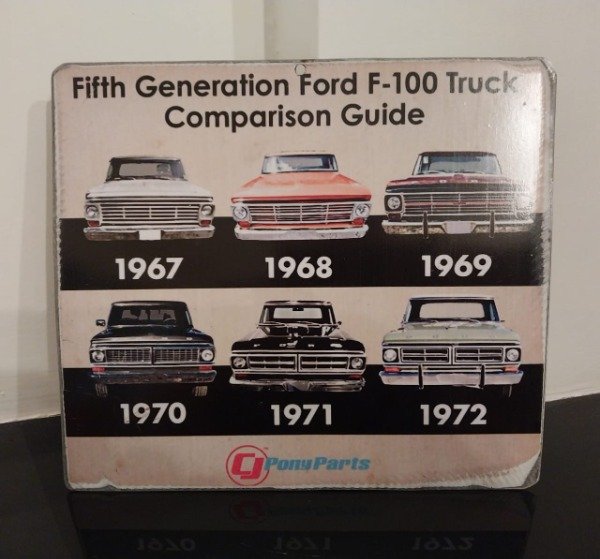 Fifth Generation Ford F-100 Truck
Comparison Guide
1967 1968 1969
1970 1971 1972
CJ PonyParts